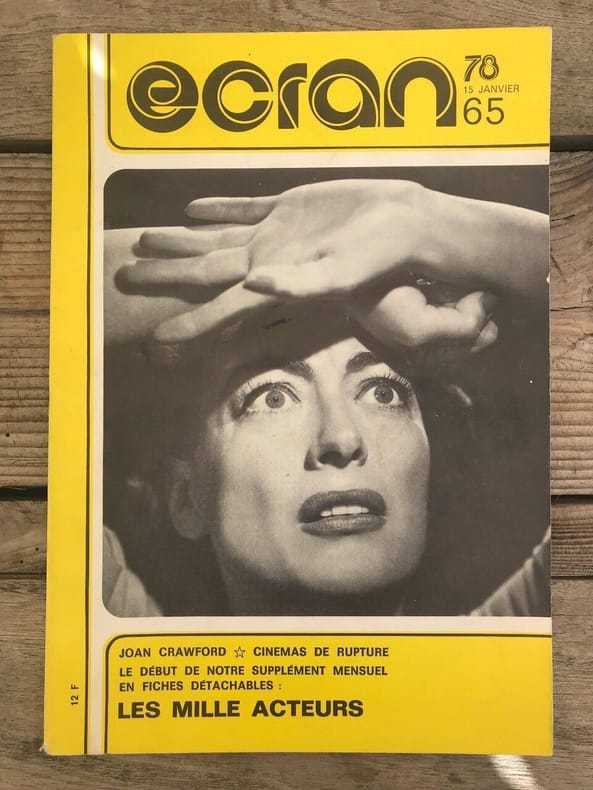 ecran 78
15 JANVIER
65
JOAN CRAWFORD ☆ CINEMAS DE RUPTURE
LE DÉBUT DE NOTRE SUPPLÉMENT MENSUEL
EN FICHES DÉTACHABLES :
LES MILLE ACTEURS
12 F